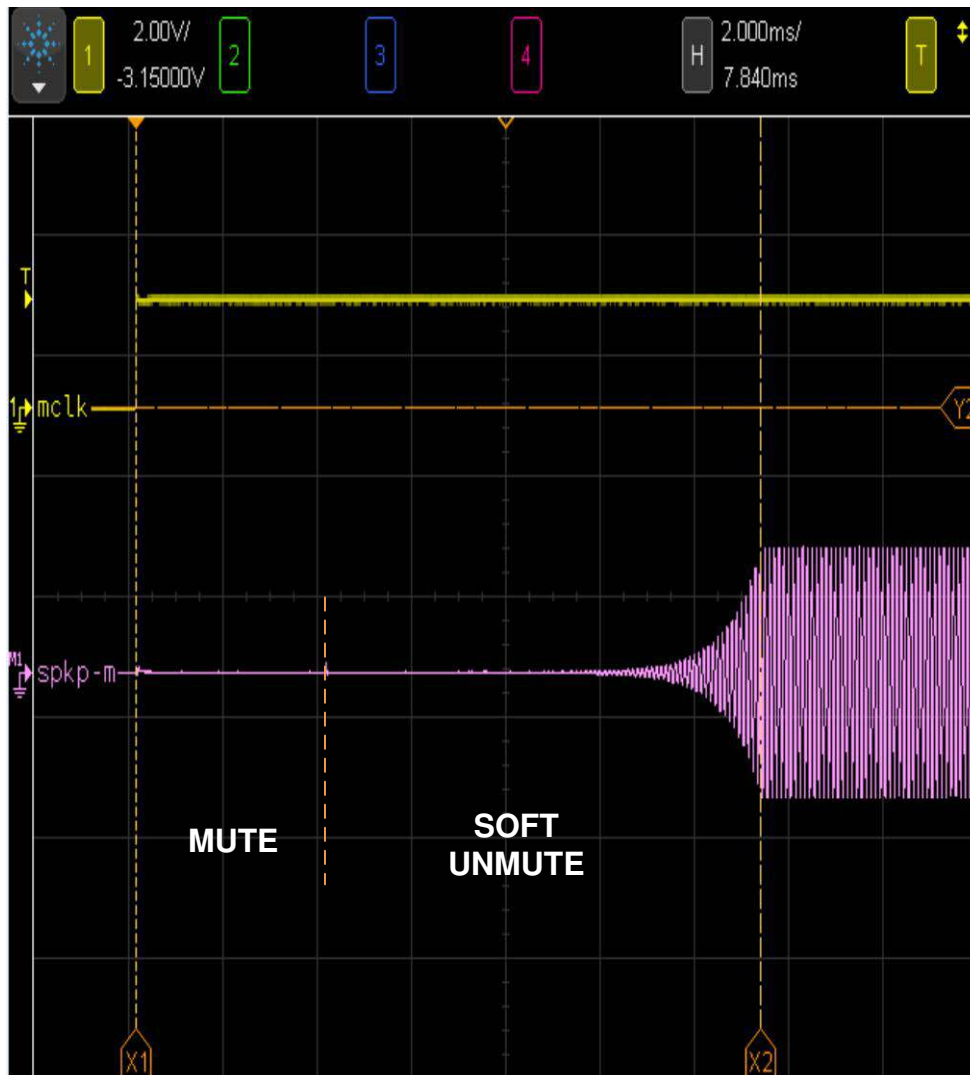 1 2.00V/
-3.15000V
2
3
4
H 2.000ms/
7.840ms
T
T
1 mclk
Y2
M1 spkp-m
MUTE
SOFT
UNMUTE
X1
X2